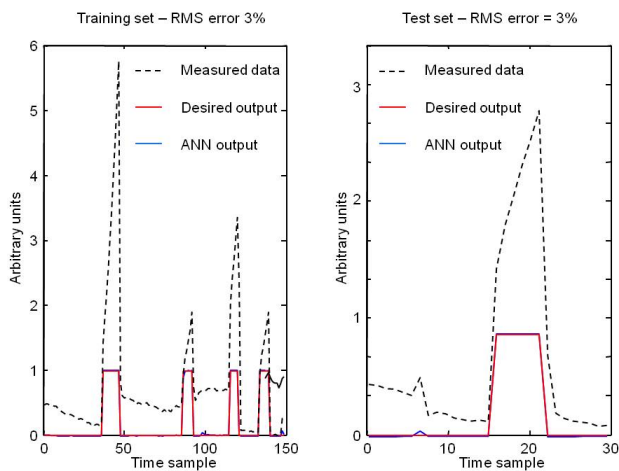 Training set – RMS error 3%
Test set – RMS error = 3%
6
5
4
3
2
1
0
Arbitrary units
Measured data
Desired output
ANN output
0
50
100
150
Time sample
3
2
1
0
Arbitrary units
Measured data
Desired output
ANN output
0
10
20
30
Time sample